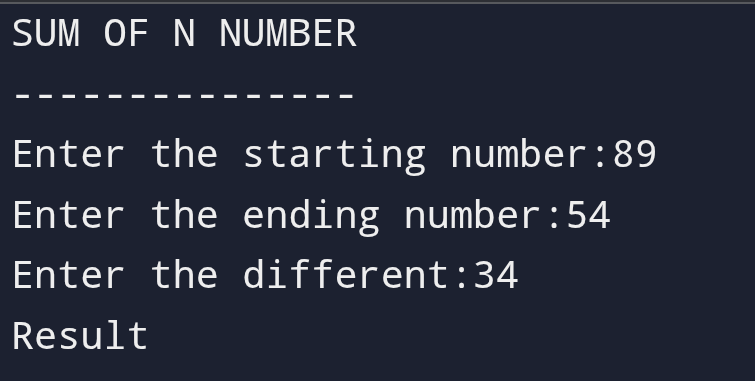 SUM OF N NUMBER
---------------
Enter the starting number:89
Enter the ending number:54
Enter the different:34
Result